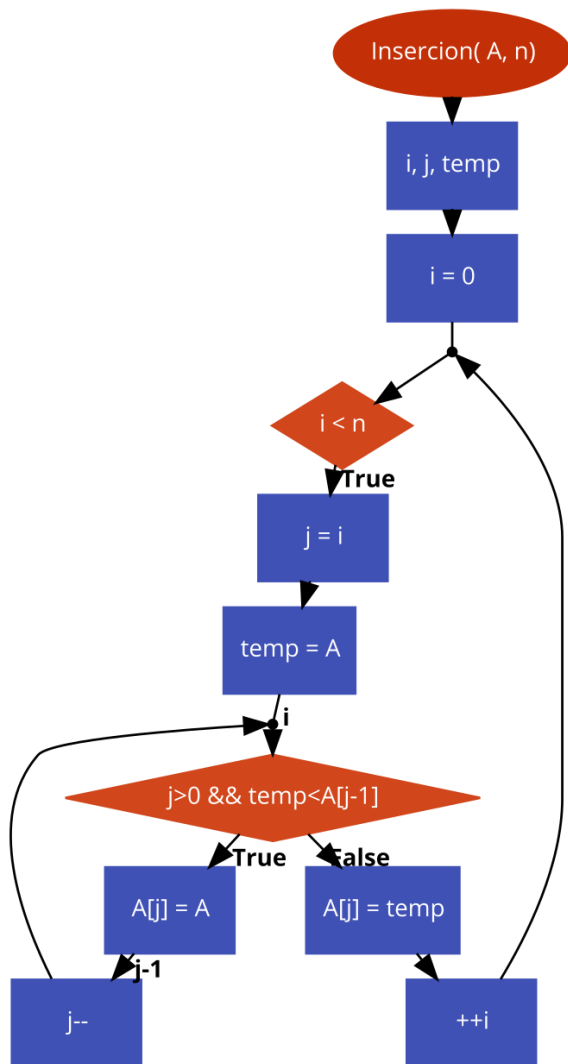 Insercion( A, n)
i, j, temp
i = 0
i < n
True
j = i
temp = A
i
j>0 && temp<A[j-1]
True
False
A[j] = A
A[j] = temp
j-1
j--
++i